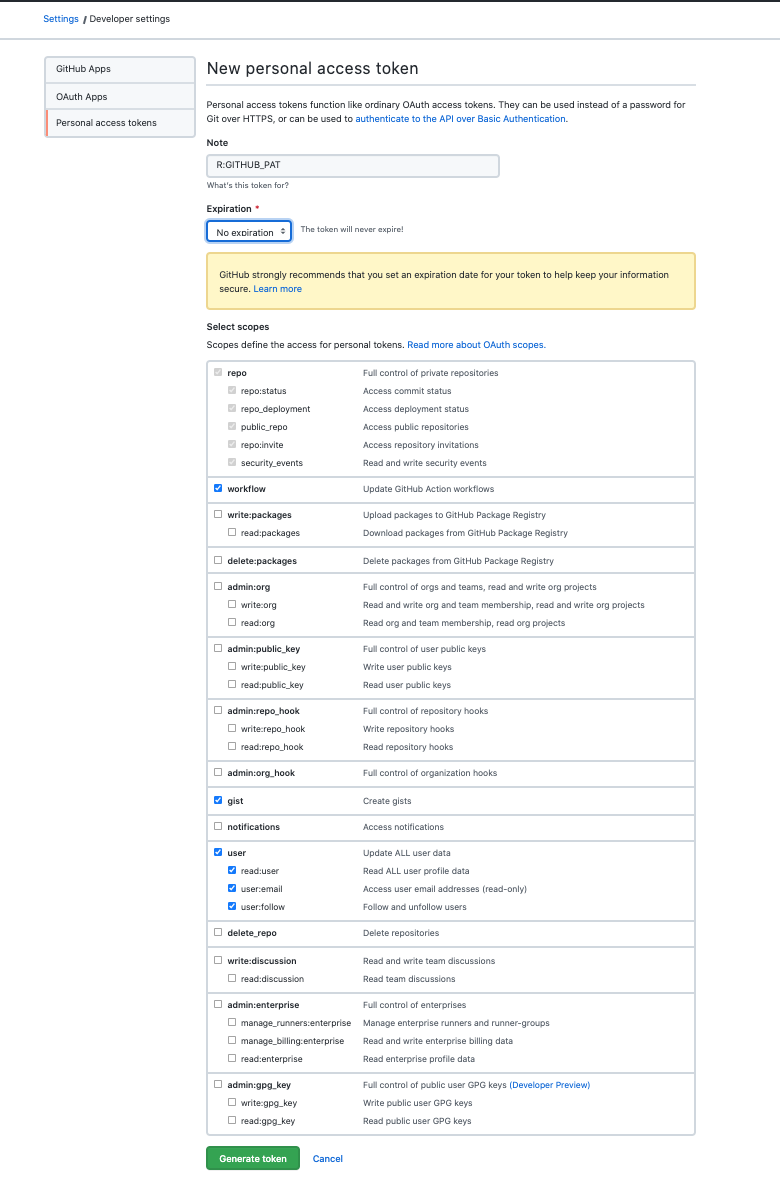 Settings / Developer settings
GitHub Apps
OAuth Apps
Personal access tokens
New personal access token
Personal access tokens function like ordinary OAuth access tokens. They can be used instead of a password for
Git over HTTPS, or can be used to authenticate to the API over Basic Authentication.
Note
R:GITHUB_PAT
What's this token for?
Expiration *
No expiration The token will never expire!
GitHub strongly recommends that you set an expiration date for your token to help keep your information
secure. Learn more
Select scopes
Scopes define the access for personal tokens. Read more about OAuth scopes.
repo Full control of private repositories
repo:status Access commit status
repo_deployment Access deployment status
public_repo Access public repositories
repo:invite Access repository invitations
security_events Read and write security events
workflow Update GitHub Action workflows
write:packages Upload packages to GitHub Package Registry
read:packages Download packages from GitHub Package Registry
delete:packages Delete packages from GitHub Package Registry
admin:org Full control of orgs and teams, read and write org projects
write:org Read and write org and team membership, read and write org projects
read:org Read org and team membership, read org projects
admin:public_key Full control of user public keys
write:public_key Write user public keys
read:public_key Read user public keys
admin:repo_hook Full control of repository hooks
write:repo_hook Write repository hooks
read:repo_hook Read repository hooks
admin:org_hook Full control of organization hooks
gist Create gists
notifications Access notifications
user Update ALL user data
read:user Read ALL user profile data
user:email Access user email addresses (read-only)
user:follow Follow and unfollow users
delete_repo Delete repositories
write:discussion Read and write team discussions
read:discussion Read team discussions
admin:enterprise Full control of enterprises
manage_runners:enterprise Manage enterprise runners and runner-groups
manage_billing:enterprise Read and write enterprise billing data
read:enterprise Read enterprise profile data
admin:gpg_key Full control of public user GPG keys (Developer Preview)
write:gpg_key Write public user GPG keys
read:gpg_key Read public user GPG keys
Generate token Cancel